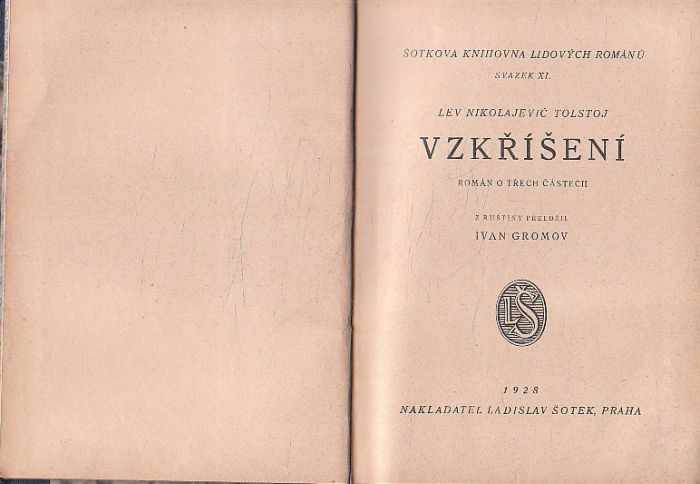 ŠOTKOVA KNIHOVNA LIDOVÝCH ROMÁNŮ
SVAZEK XI.
LEV NIKOLAJEVIČ TOLSTOJ
VZKŘÍŠENÍ
ROMÁN O TŘECH ČÁSTECH
Z RUŠTINY PŘELOŽIL
IVAN GROMOV
LŠ
1928
NAKLADATEL LADISLAV ŠOTEK, PRAHA